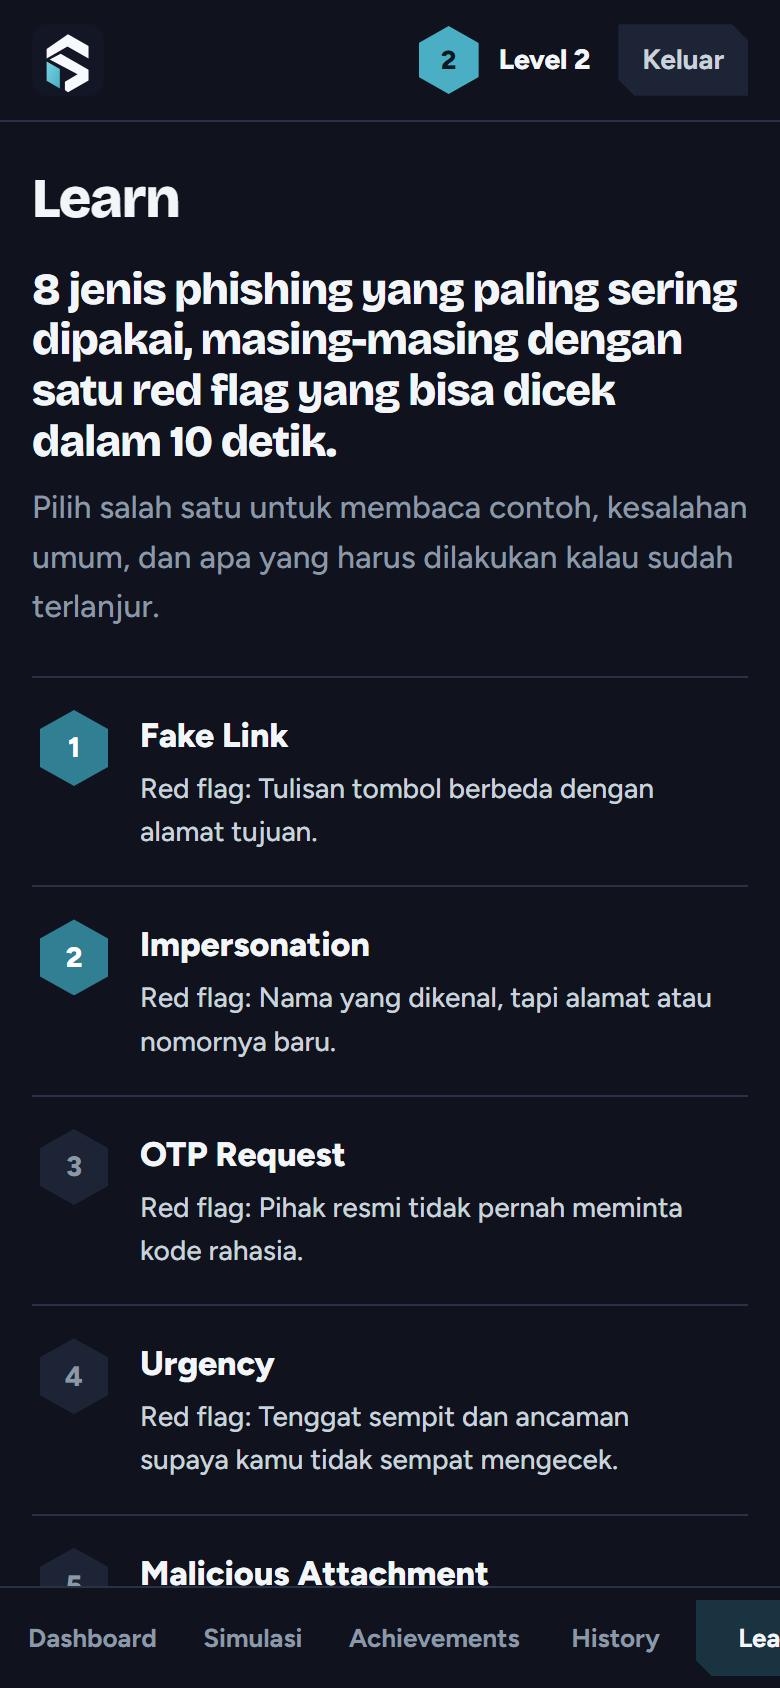 2 Level 2 Keluar
Learn
8 jenis phishing yang paling sering
dipakai, masing-masing dengan
satu red flag yang bisa dicek
dalam 10 detik.
Pilih salah satu untuk membaca contoh, kesalahan
umum, dan apa yang harus dilakukan kalau sudah
terlanjur.
1 Fake Link
Red flag: Tulisan tombol berbeda dengan
alamat tujuan.
2 Impersonation
Red flag: Nama yang dikenal, tapi alamat atau
nomornya baru.
3 OTP Request
Red flag: Pihak resmi tidak pernah meminta
kode rahasia.
4 Urgency
Red flag: Tenggat sempit dan ancaman
supaya kamu tidak sempat mengecek.
5 Malicious Attachment
Dashboard Simulasi Achievements History Lea